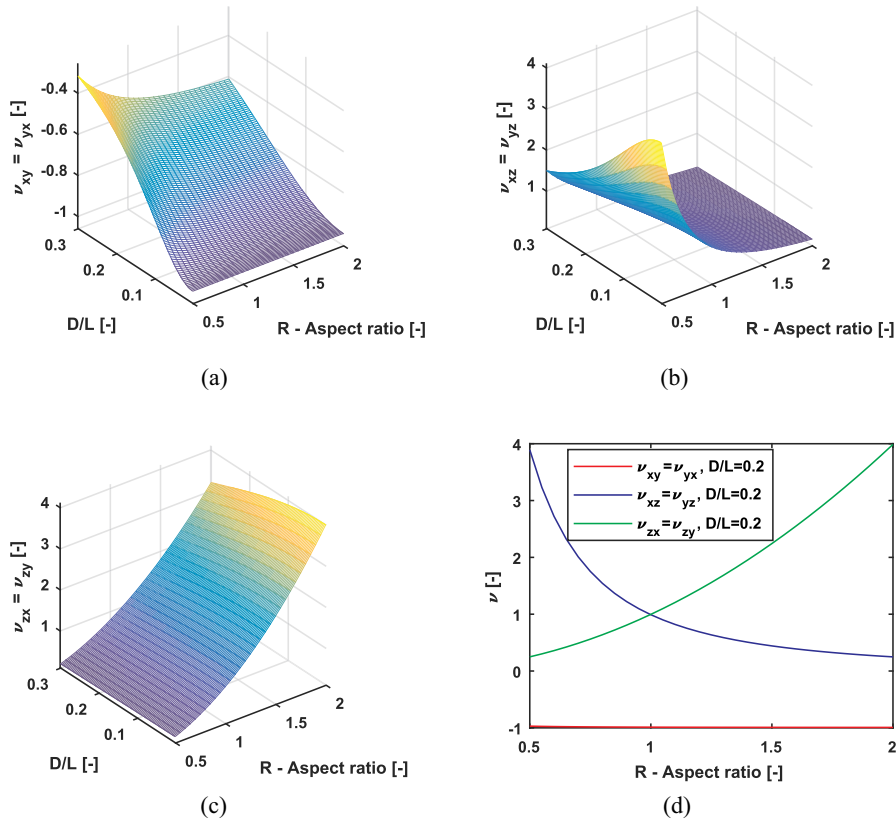 ν_xy = ν_yx [-]
-0.4
-0.6
-0.8
-1
0.3
0.2
0.1
D/L [-]
0.5
1
1.5
2
R - Aspect ratio [-]
(a)
ν_xz = ν_yz [-]
4
3
2
1
0.3
0.2
0.1
D/L [-]
0.5
1
1.5
2
R - Aspect ratio [-]
(b)
ν_zx = ν_zy [-]
4
3
2
1
0.3
0.2
0.1
D/L [-]
0.5
1
1.5
2
R - Aspect ratio [-]
(c)
ν [-]
4
3
2
1
0
-1
ν_xy=ν_yx, D/L=0.2
ν_xz=ν_yz, D/L=0.2
ν_zx=ν_zy, D/L=0.2
0.5
1
1.5
2
R - Aspect ratio [-]
(d)